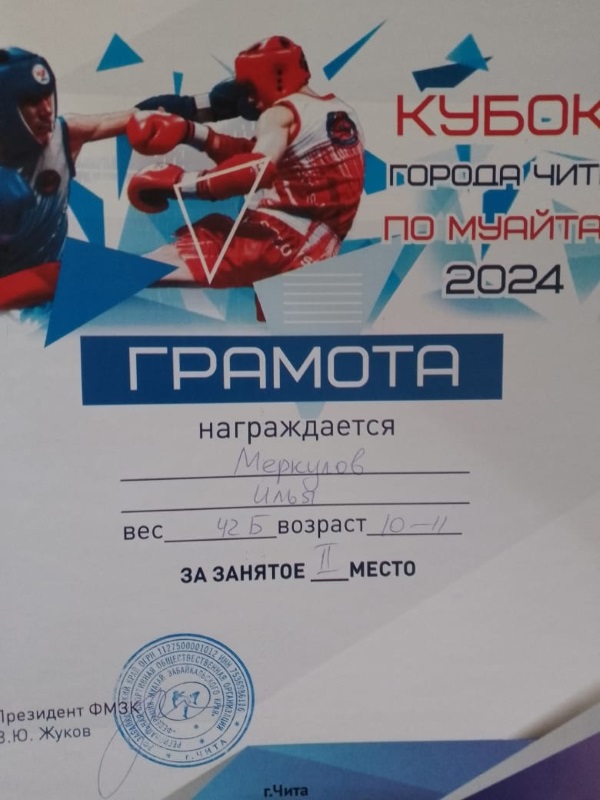 КУБОК
ГОРОДА ЧИТ
ПО МУАЙТА
2024
ГРАМОТА
награждается
Меркулов
Илья
вес 42 Б возраст 10-11
ЗА ЗАНЯТОЕ II МЕСТО
Президент ФМЗК
В.Ю. Жуков
г.Чита